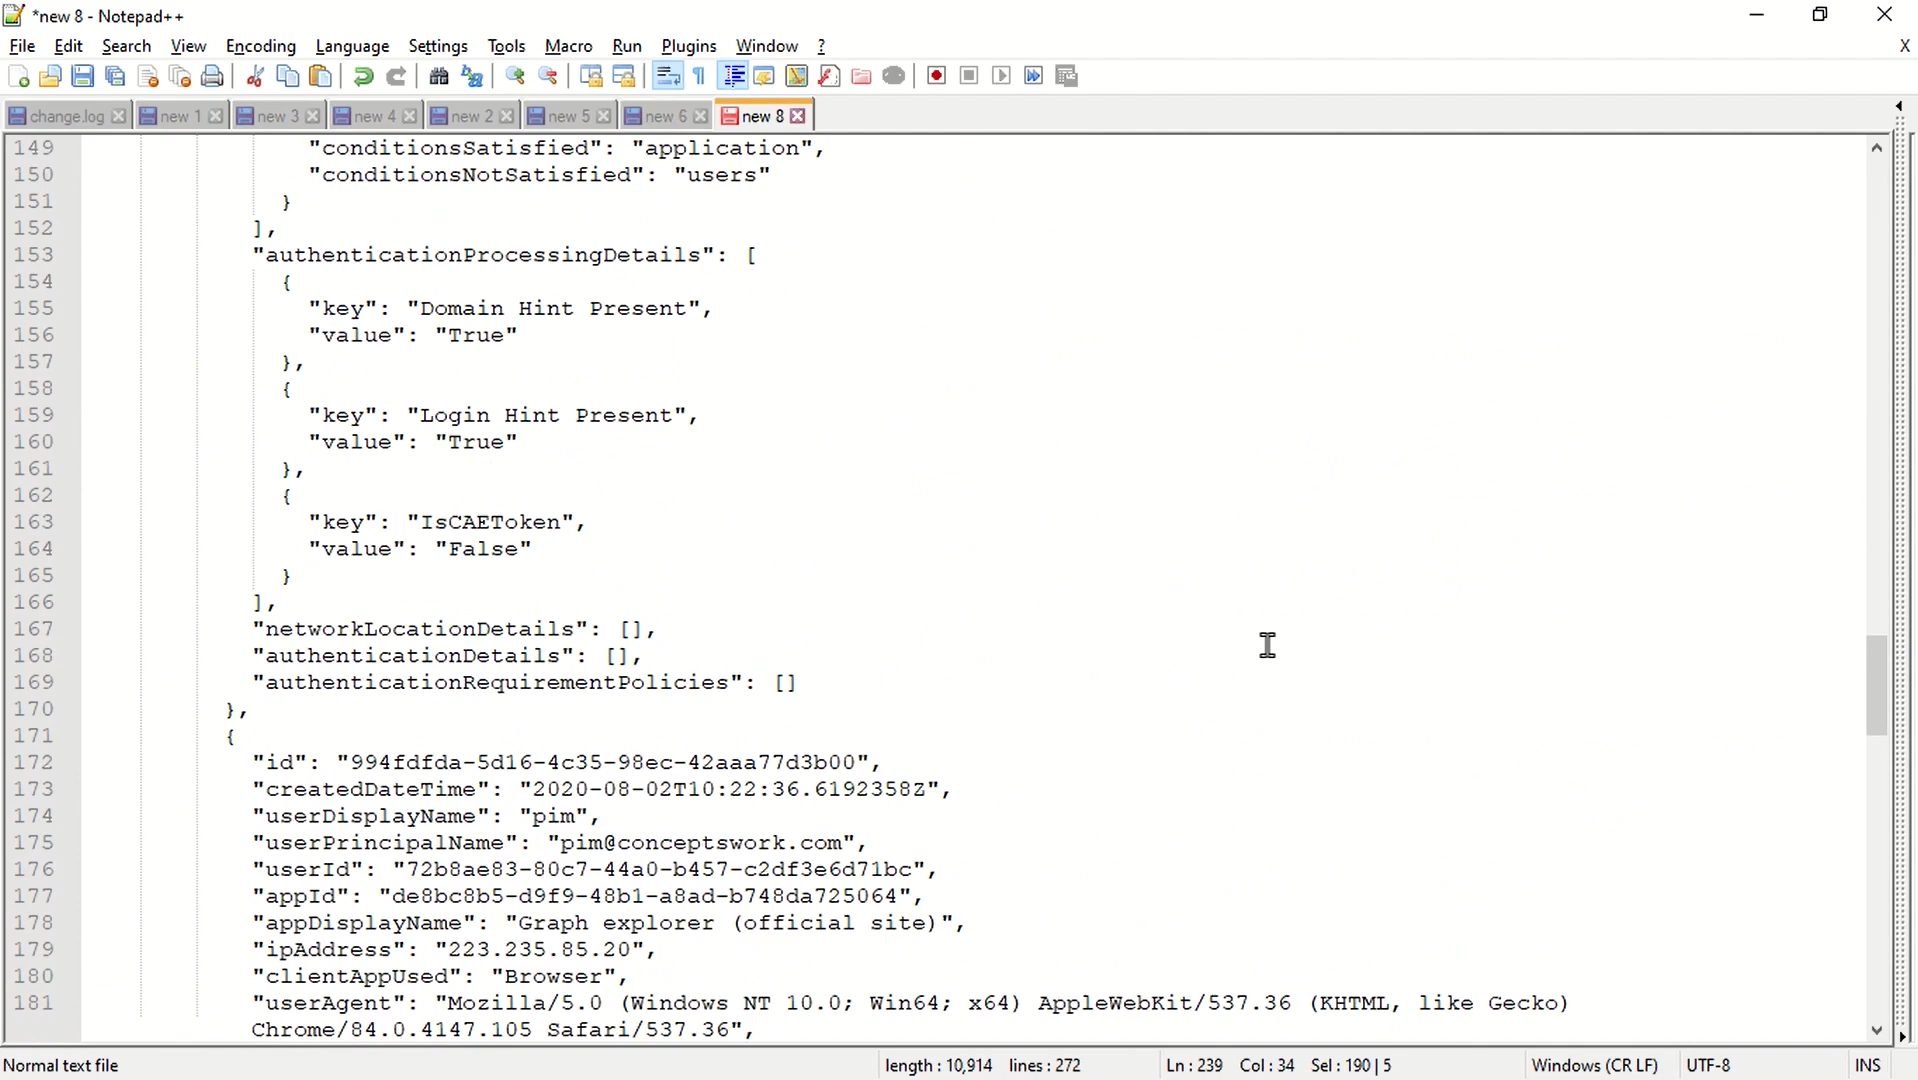 *new 8 - Notepad++
File Edit Search View Encoding Language Settings Tools Macro Run Plugins Window ? X
change.log new 1 new 3 new 4 new 2 new 5 new 6 new 8
149 "conditionsSatisfied": "application",
150 "conditionsNotSatisfied": "users"
151 }
152 ],
153 "authenticationProcessingDetails": [
154 {
155 "key": "Domain Hint Present",
156 "value": "True"
157 },
158 {
159 "key": "Login Hint Present",
160 "value": "True"
161 },
162 {
163 "key": "IsCAEToken",
164 "value": "False"
165 }
166 ],
167 "networkLocationDetails": [],
168 "authenticationDetails": [],
169 "authenticationRequirementPolicies": []
170 },
171 {
172 "id": "994fdfda-5d16-4c35-98ec-42aaa77d3b00",
173 "createdDateTime": "2020-08-02T10:22:36.6192358Z",
174 "userDisplayName": "pim",
175 "userPrincipalName": "pim@conceptswork.com",
176 "userId": "72b8ae83-80c7-44a0-b457-c2df3e6d71bc",
177 "appId": "de8bc8b5-d9f9-48b1-a8ad-b748da725064",
178 "appDisplayName": "Graph explorer (official site)",
179 "ipAddress": "223.235.85.20",
180 "clientAppUsed": "Browser",
181 "userAgent": "Mozilla/5.0 (Windows NT 10.0; Win64; x64) AppleWebKit/537.36 (KHTML, like Gecko)
Chrome/84.0.4147.105 Safari/537.36",
Normal text file length : 10,914 lines : 272 Ln : 239 Col : 34 Sel : 190 | 5 Windows (CR LF) UTF-8 INS